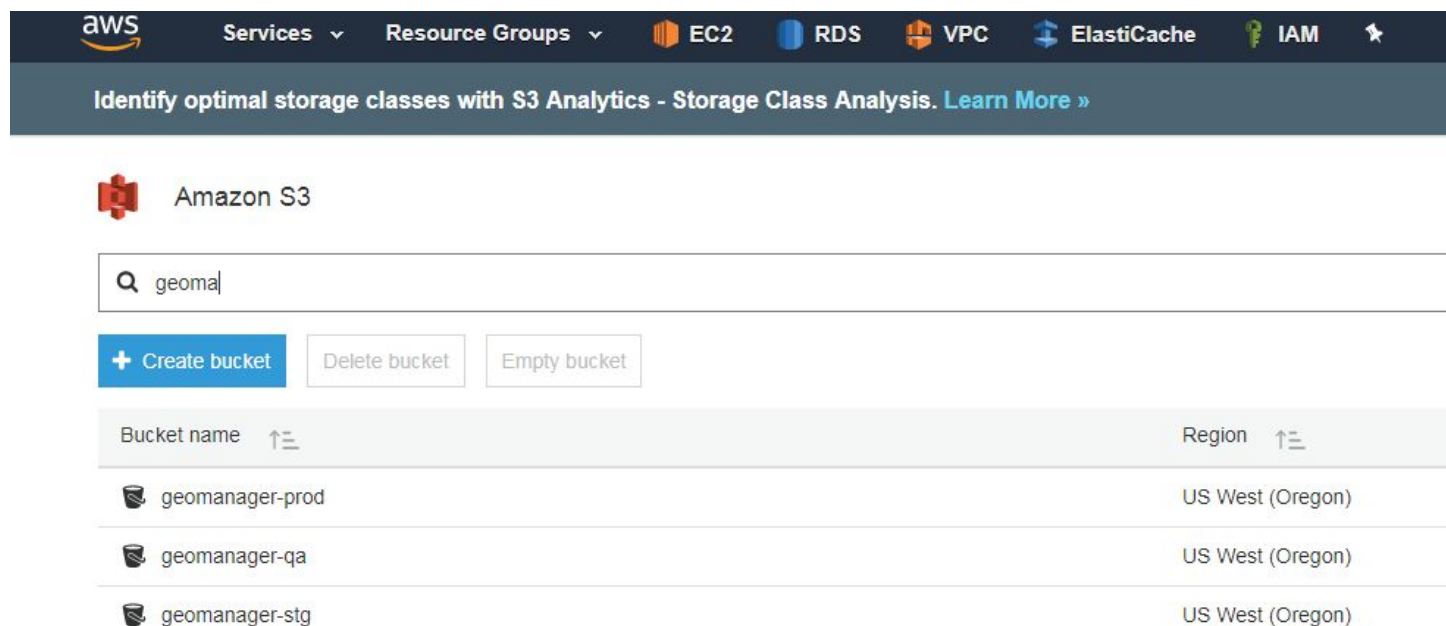 aws Services Resource Groups EC2 RDS VPC ElastiCache IAM
Identify optimal storage classes with S3 Analytics - Storage Class Analysis. Learn More »
Amazon S3
geoma
+ Create bucket Delete bucket Empty bucket
Bucket name Region
geomanager-prod US West (Oregon)
geomanager-qa US West (Oregon)
geomanager-stg US West (Oregon)